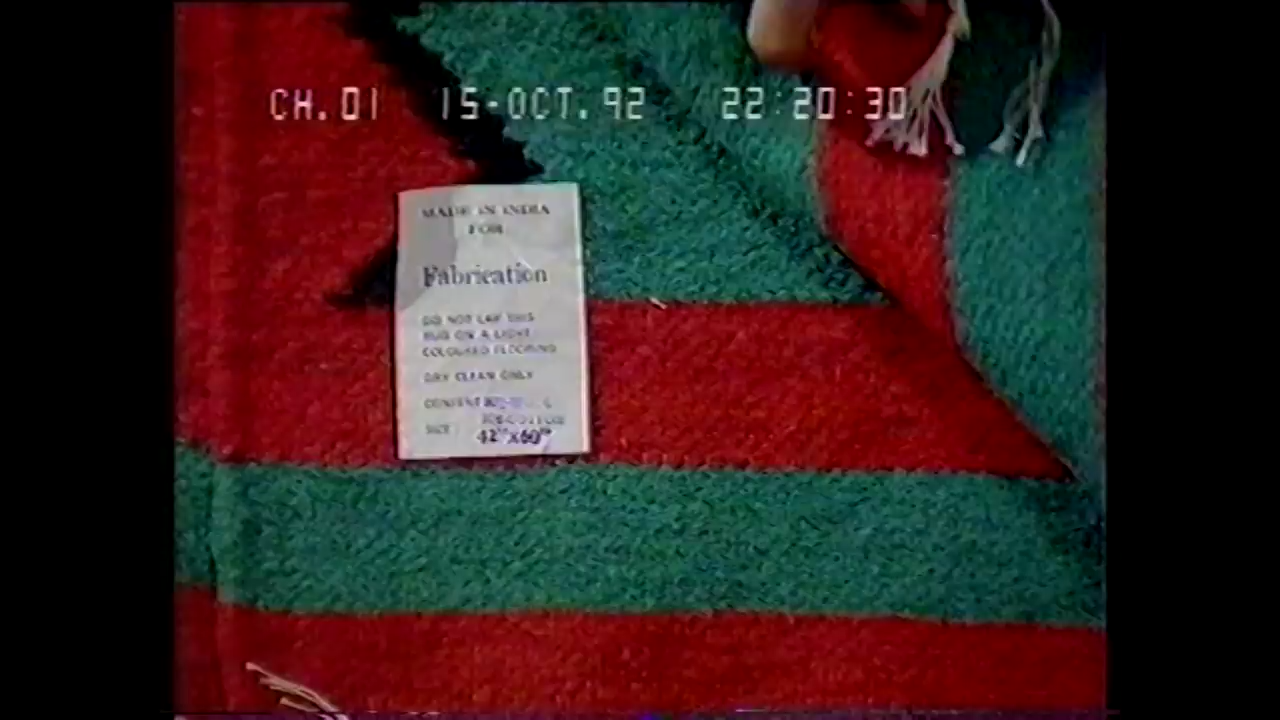 CH.01 15-OCT.92 22:20:30
MADE IN INDIA
FOR
Fabrication
DO NOT LAY THIS
RUG ON A LIGHT
COLOURED FLOORING
DRY CLEAN ONLY
CONTENT
SIZE 42"X60"